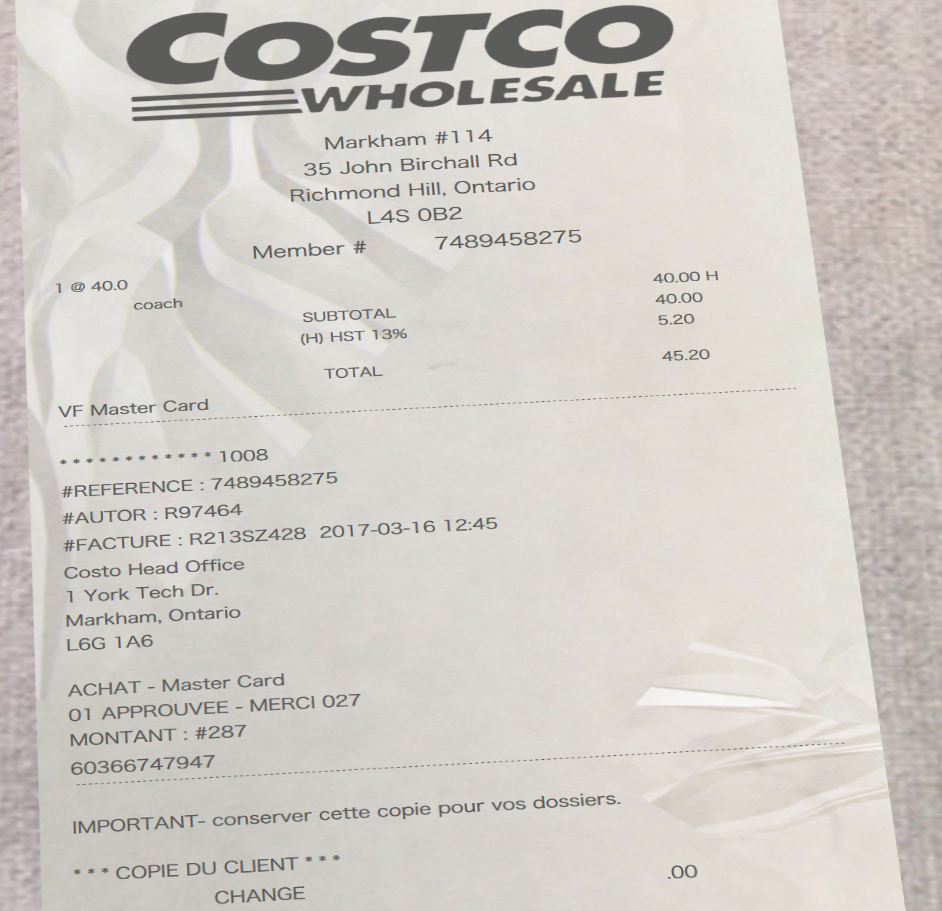 COSTCO
WHOLESALE
Markham #114
35 John Birchall Rd
Richmond Hill, Ontario
L4S 0B2
Member # 7489458275
1 @ 40.0 40.00 H
coach
SUBTOTAL 40.00
(H) HST 13% 5.20
TOTAL 45.20
VF Master Card
* * * * * * * * * * * * 1008
#REFERENCE : 7489458275
#AUTOR : R97464
#FACTURE : R213SZ428 2017-03-16 12:45
Costo Head Office
1 York Tech Dr.
Markham, Ontario
L6G 1A6
ACHAT - Master Card
01 APPROUVEE - MERCI 027
MONTANT : #287
60366747947
IMPORTANT- conserver cette copie pour vos dossiers.
* * * COPIE DU CLIENT * * *
CHANGE .00